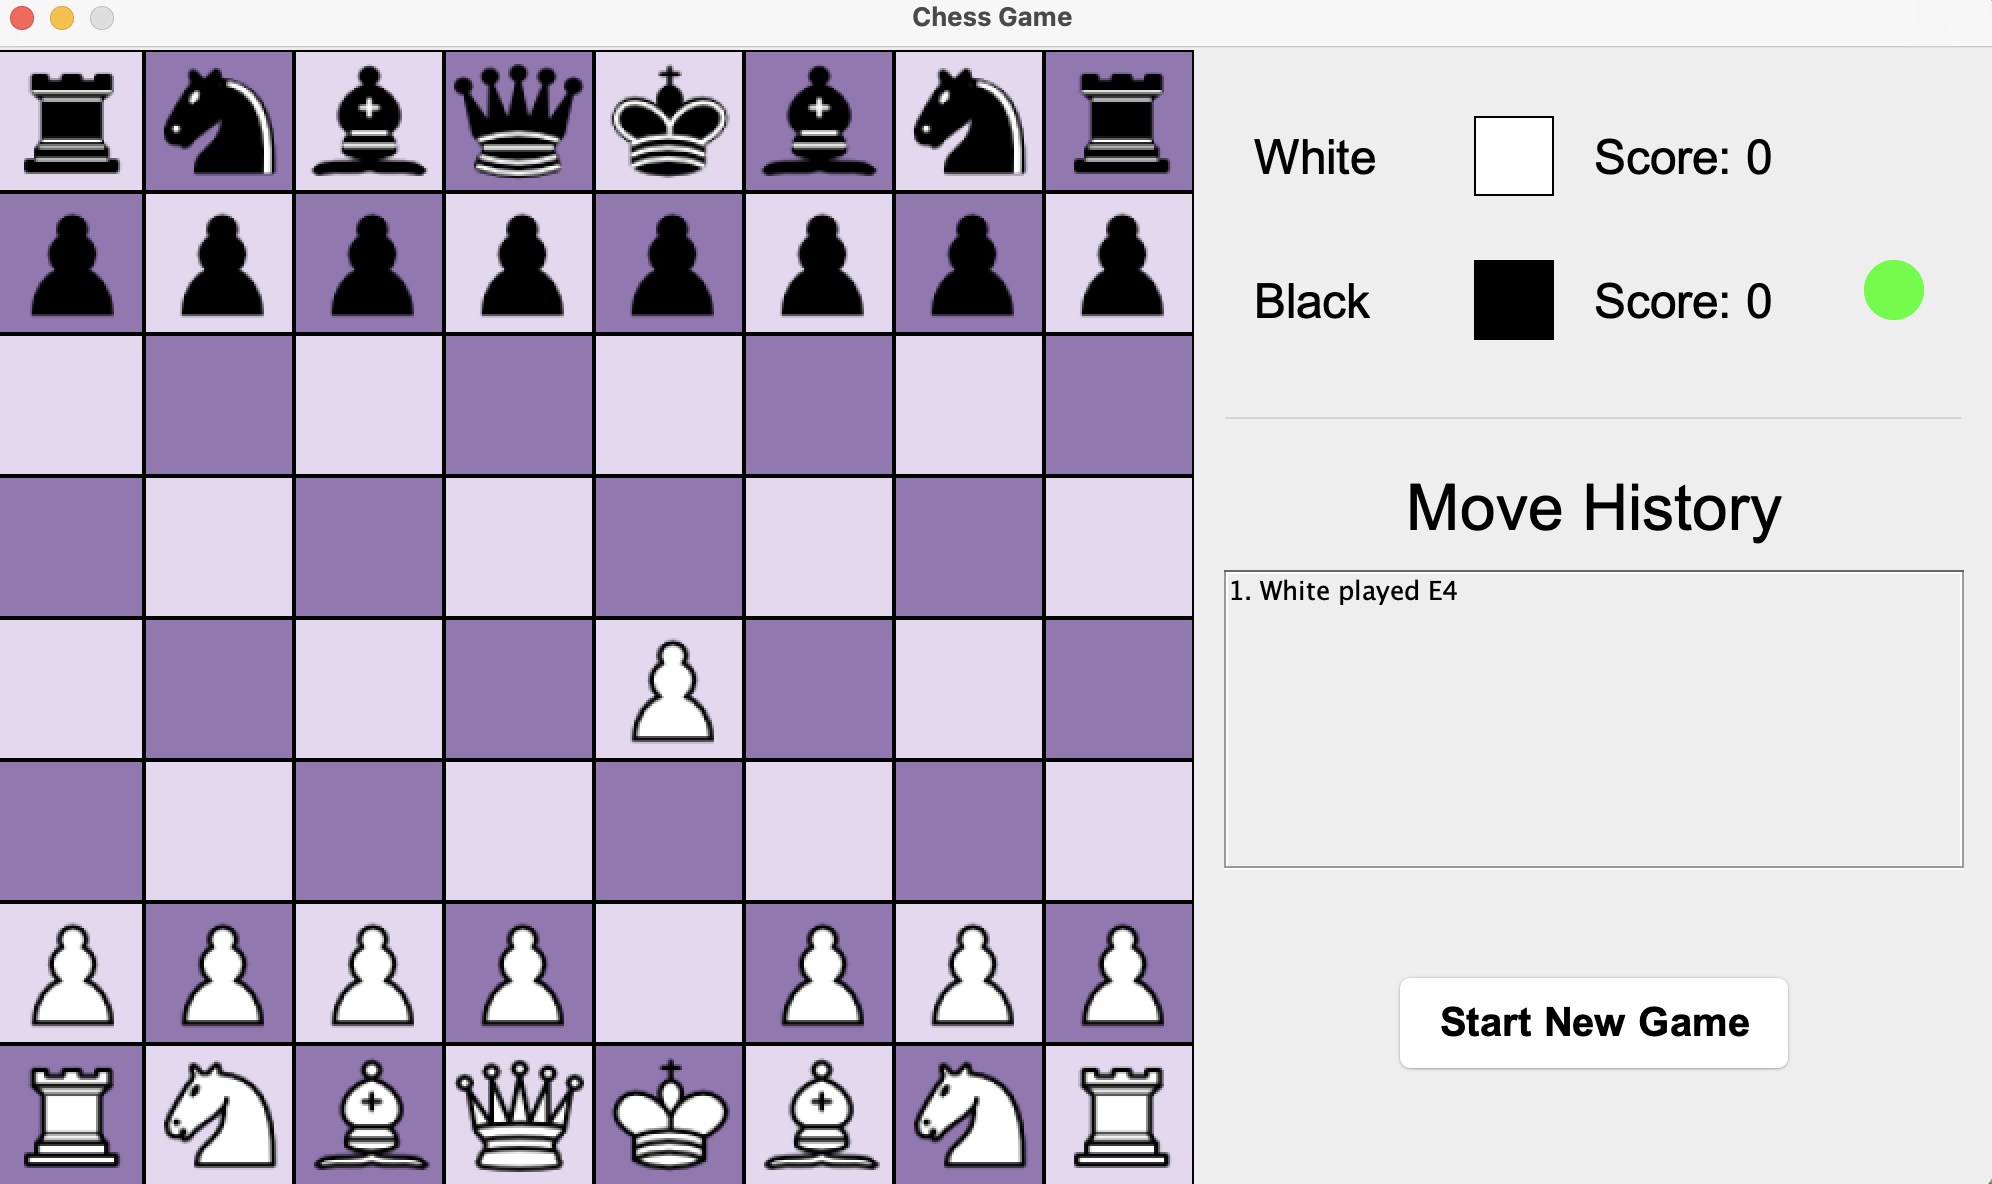 Chess Game
White Score: 0
Black Score: 0
Move History
1. White played E4
Start New Game